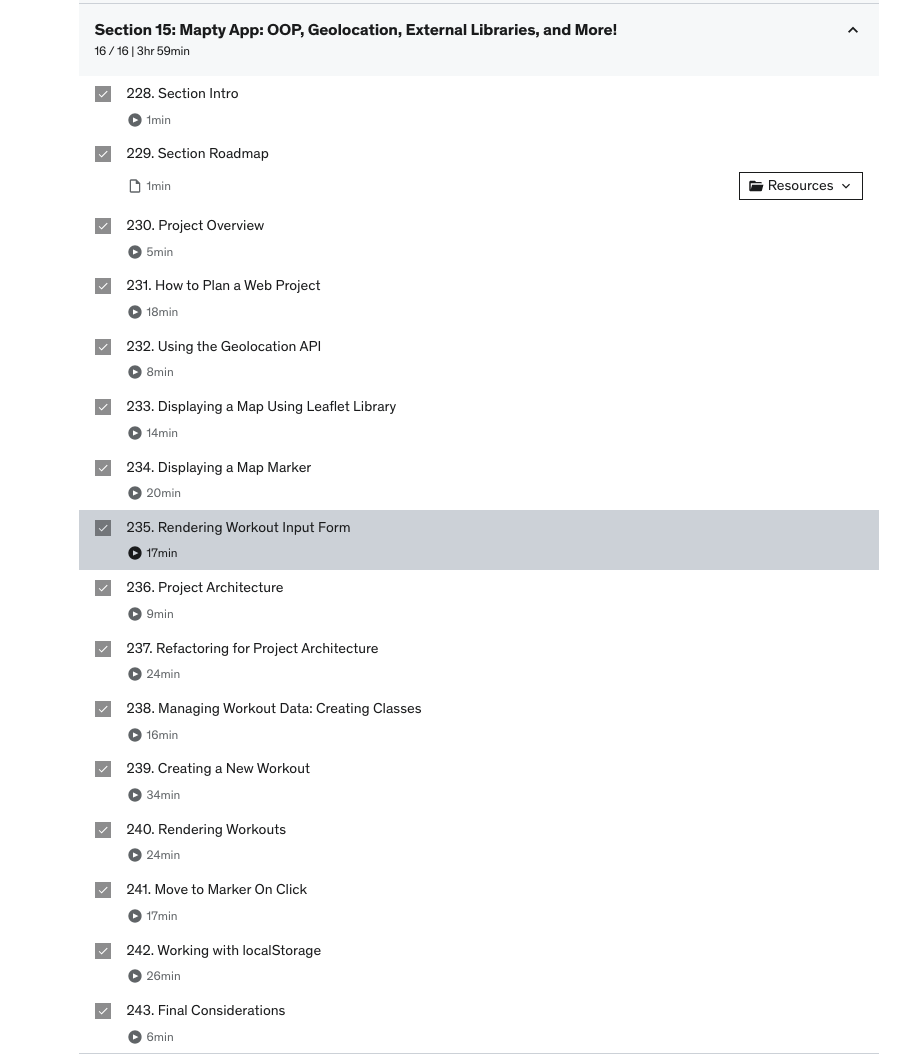 Section 15: Mapty App: OOP, Geolocation, External Libraries, and More!
16 / 16 | 3hr 59min
228. Section Intro
1min
229. Section Roadmap
1min
Resources
230. Project Overview
5min
231. How to Plan a Web Project
18min
232. Using the Geolocation API
8min
233. Displaying a Map Using Leaflet Library
14min
234. Displaying a Map Marker
20min
235. Rendering Workout Input Form
17min
236. Project Architecture
9min
237. Refactoring for Project Architecture
24min
238. Managing Workout Data: Creating Classes
16min
239. Creating a New Workout
34min
240. Rendering Workouts
24min
241. Move to Marker On Click
17min
242. Working with localStorage
26min
243. Final Considerations
6min